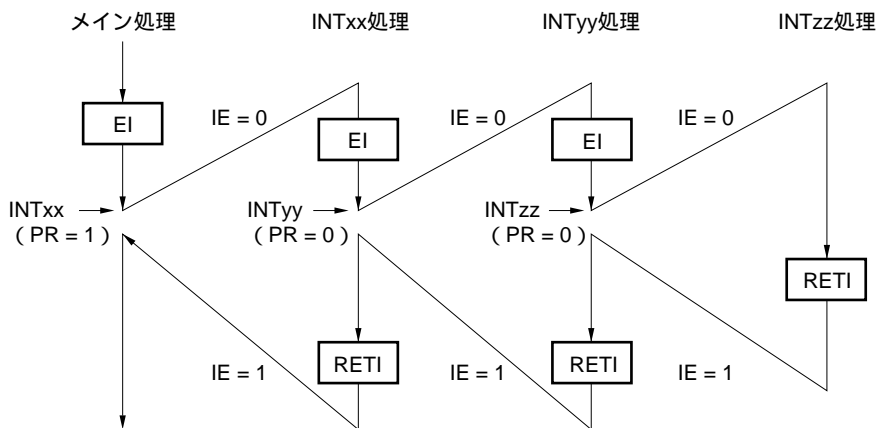 メイン処理 INTxx処理 INTyy処理 INTzz処理
EI IE = 0 EI IE = 0 EI IE = 0
INTxx INTyy INTzz
( PR = 1 ) ( PR = 0 ) ( PR = 0 )
RETI
IE = 1 RETI IE = 1 RETI IE = 1